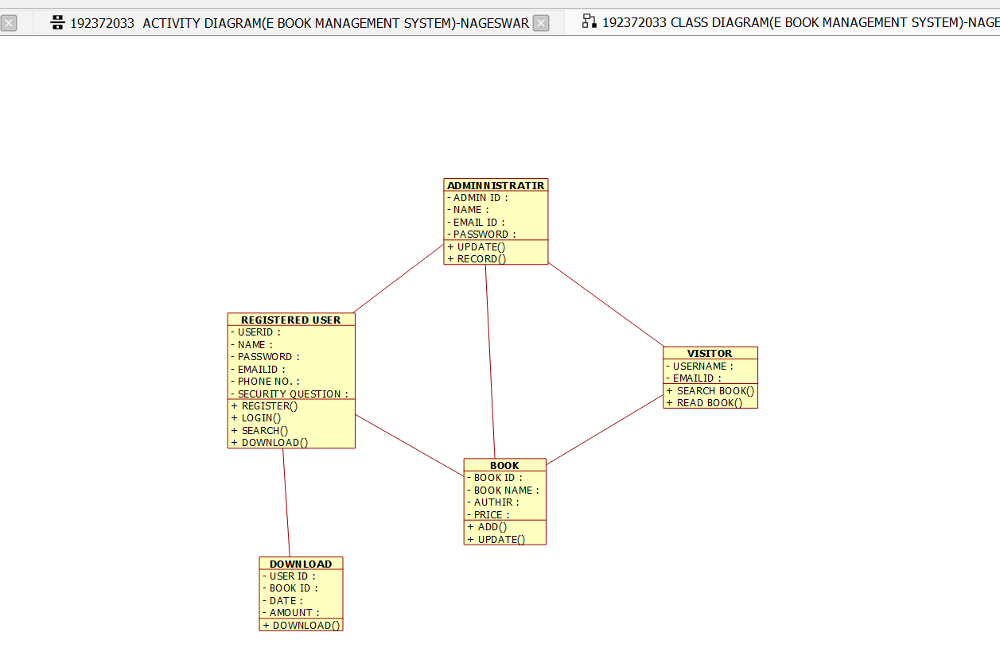 192372033  ACTIVITY DIAGRAM(E BOOK MANAGEMENT SYSTEM)-NAGESWAR
192372033 CLASS DIAGRAM(E BOOK MANAGEMENT SYSTEM)-NAGE
ADMINNISTRATIR
- ADMIN ID :
- NAME :
- EMAIL ID :
- PASSWORD :
+ UPDATE()
+ RECORD()
REGISTERED USER
- USERID :
- NAME :
- PASSWORD :
- EMAILID :
- PHONE NO. :
- SECURITY QUESTION :
+ REGISTER()
+ LOGIN()
+ SEARCH()
+ DOWNLOAD()
VISITOR
- USERNAME :
- EMAILID :
+ SEARCH BOOK()
+ READ BOOK()
BOOK
- BOOK ID :
- BOOK NAME :
- AUTHIR :
- PRICE :
+ ADD()
+ UPDATE()
DOWNLOAD
- USER ID :
- BOOK ID :
- DATE :
- AMOUNT :
+ DOWNLOAD()